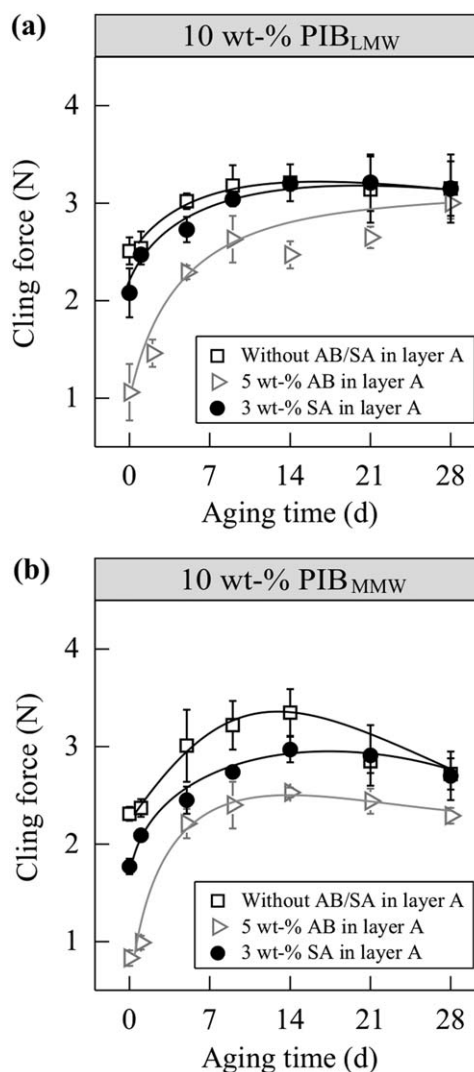 (a)
10 wt-% PIBLMW
4
3
2
1
Cling force (N)
Without AB/SA in layer A
5 wt-% AB in layer A
3 wt-% SA in layer A
0 7 14 21 28
Aging time (d)
(b)
10 wt-% PIBMMW
4
3
2
1
Cling force (N)
Without AB/SA in layer A
5 wt-% AB in layer A
3 wt-% SA in layer A
0 7 14 21 28
Aging time (d)